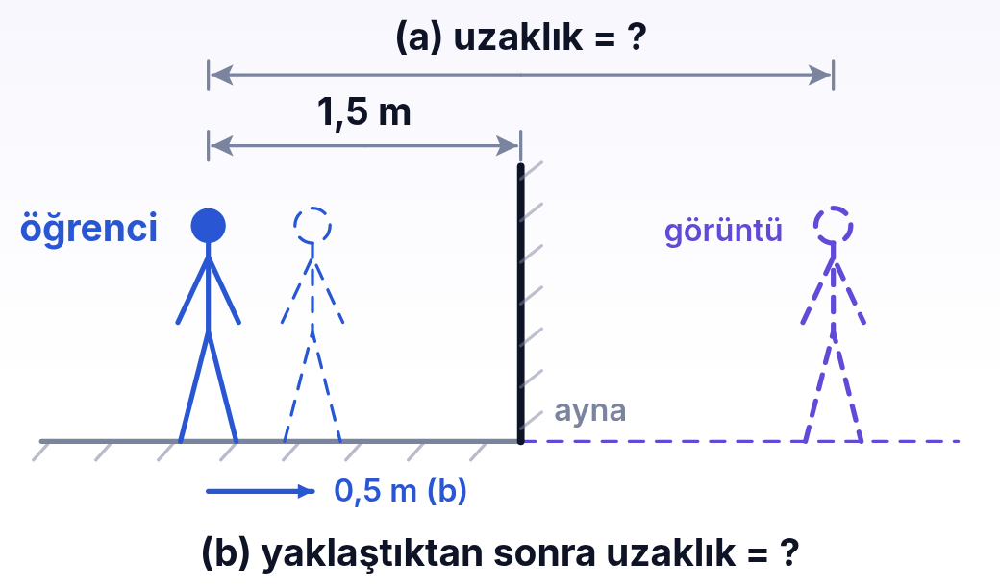 (a) uzaklık = ?
1,5 m
öğrenci
görüntü
ayna
0,5 m (b)
(b) yaklaştıktan sonra uzaklık = ?